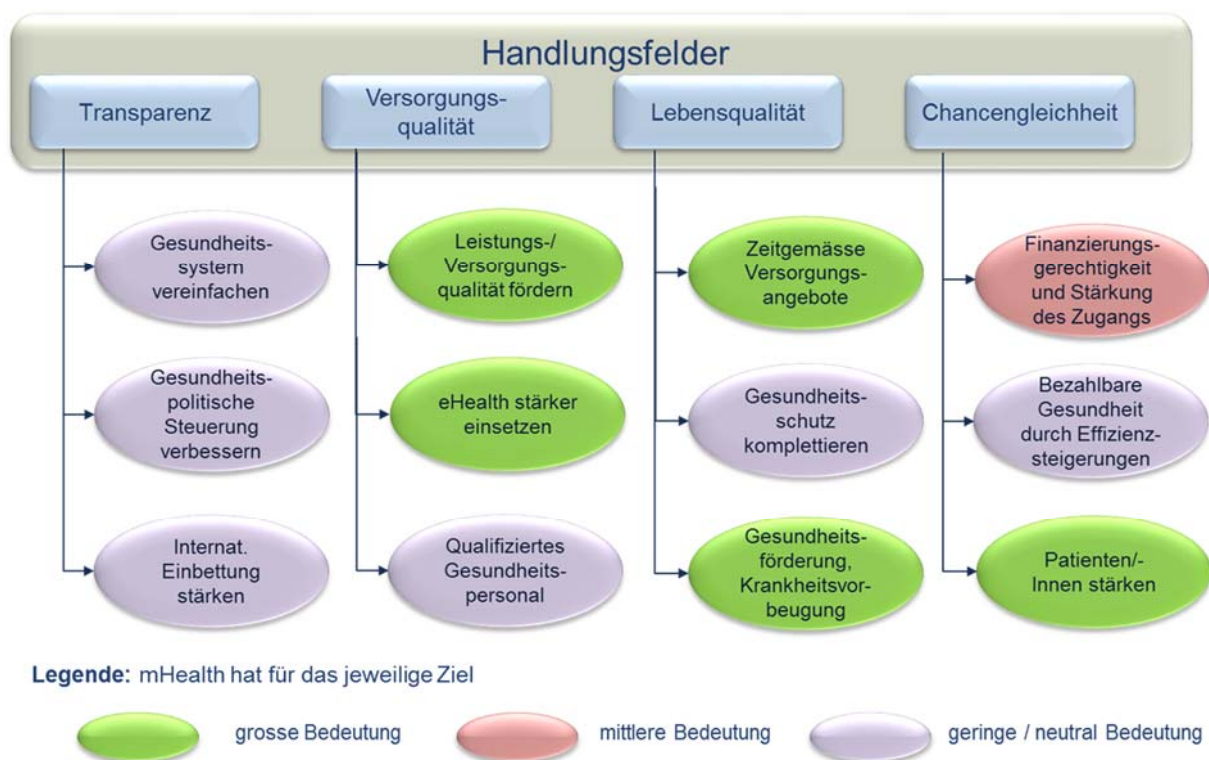 Handlungsfelder
Transparenz
Versorgungs-
qualität
Lebensqualität
Chancengleichheit
Gesundheits-
system
vereinfachen
Leistungs-/
Versorgungs-
qualität fördern
Zeitgemässe
Versorgungs-
angebote
Finanzierungs-
gerechtigkeit
und Stärkung
des Zugangs
Gesundheits-
politische
Steuerung
verbessern
eHealth stärker
einsetzen
Gesundheits-
schutz
komplettieren
Bezahlbare
Gesundheit
durch Effizienz-
steigerungen
Internat.
Einbettung
stärken
Qualifiziertes
Gesundheits-
personal
Gesundheits-
förderung,
Krankheitsvor-
beugung
Patienten/-
Innen stärken
Legende: mHealth hat für das jeweilige Ziel
grosse Bedeutung
mittlere Bedeutung
geringe / neutral Bedeutung